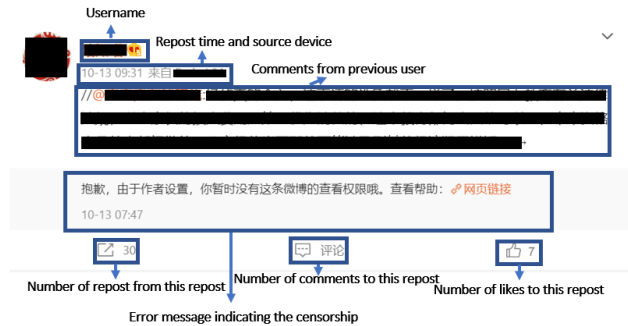 Username
Repost time and source device
10-13 09:31 来自
Comments from previous user
//@
抱歉，由于作者设置，你暂时没有这条微博的查看权限哦。查看帮助： 网页链接
10-13 07:47
30 评论 7
Number of repost from this repost
Number of comments to this repost
Number of likes to this repost
Error message indicating the censorship